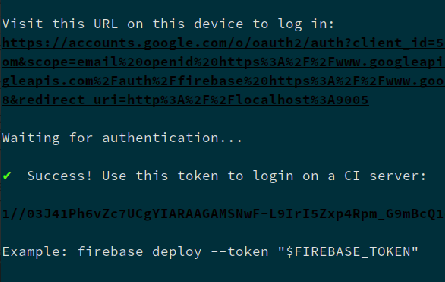 Visit this URL on this device to log in:
https://accounts.google.com/o/oauth2/auth?client_id=5
om&scope=email%20openid%20https%3A%2F%2Fwww.googleapi
gleapis.com%2Fauth%2Ffirebase%20https%3A%2F%2Fwww.goo
8&redirect_uri=http%3A%2F%2Flocalhost%3A9005
Waiting for authentication...
✔ Success! Use this token to login on a CI server:
Example: firebase deploy --token "$FIREBASE_TOKEN"